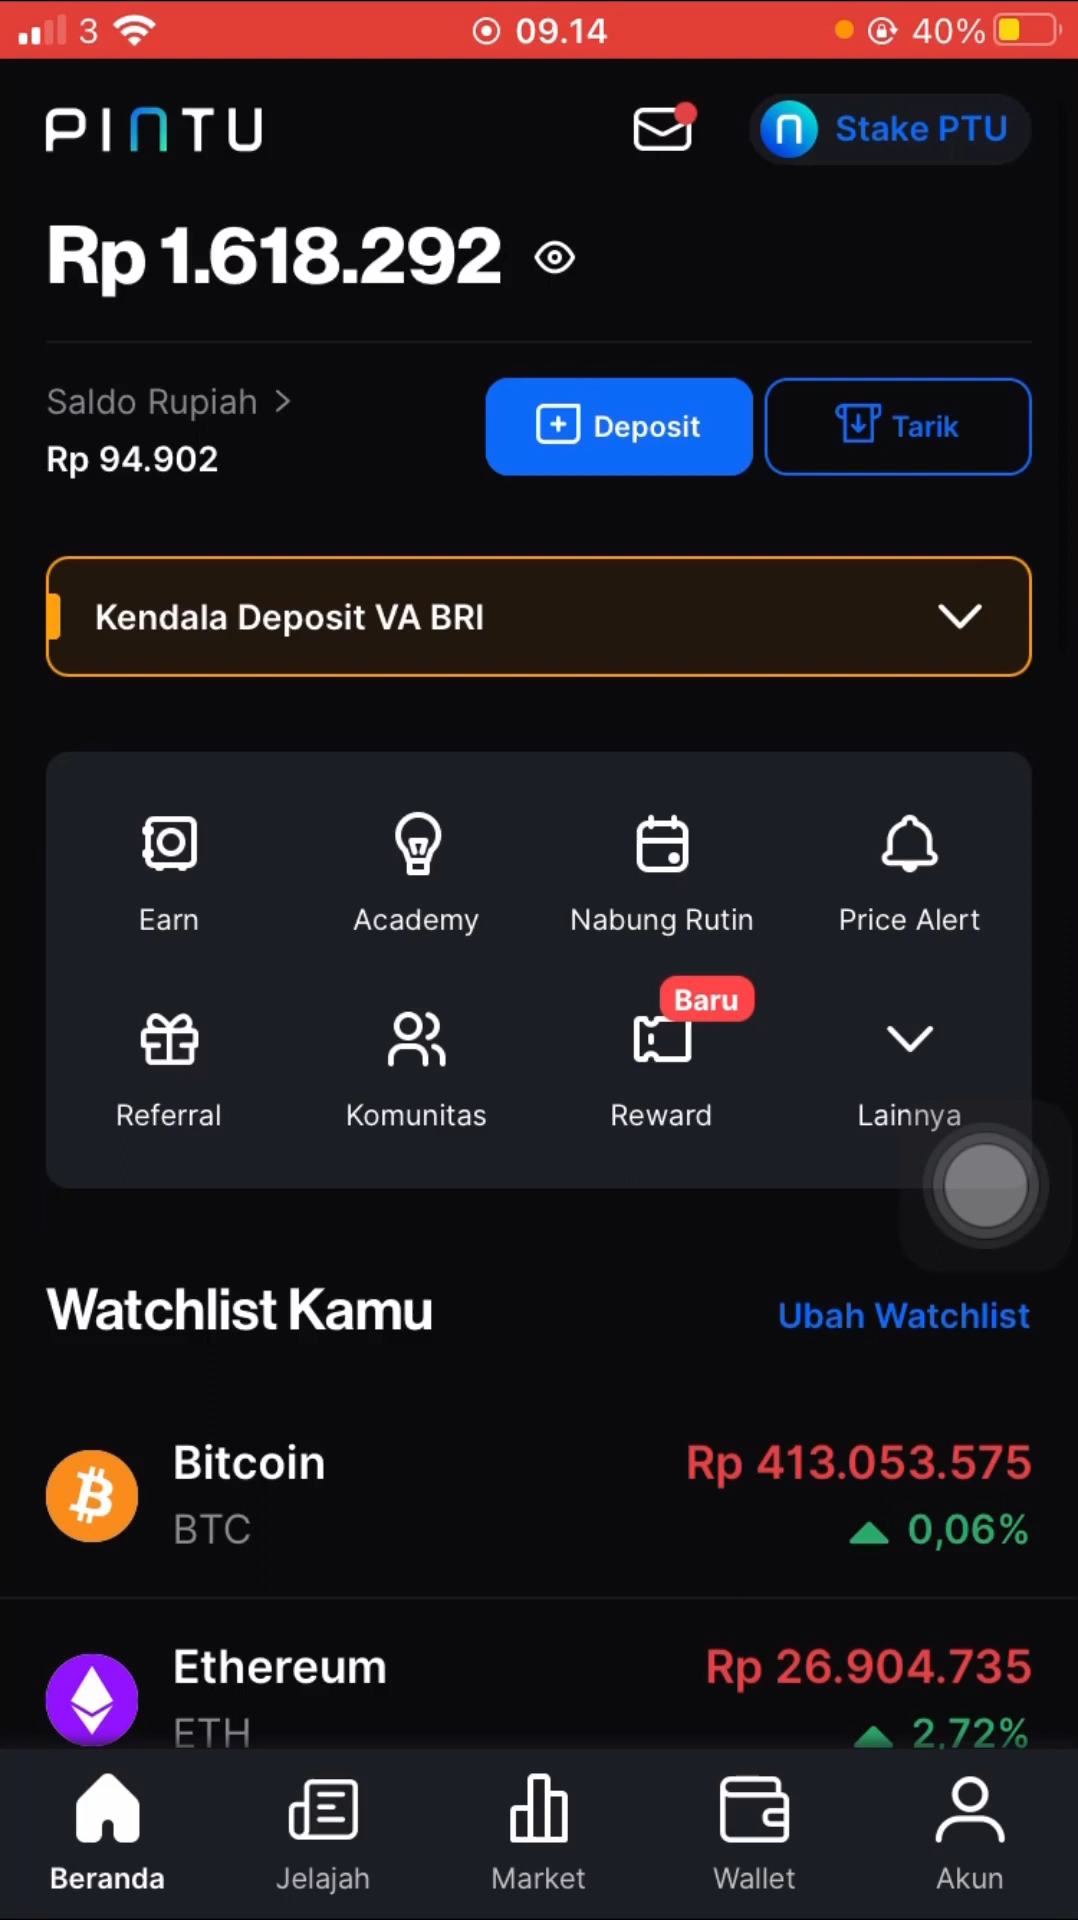 3 09.14 40%
PINTU Stake PTU
Rp 1.618.292
Saldo Rupiah >
Rp 94.902
Deposit Tarik
Kendala Deposit VA BRI
Earn Academy Nabung Rutin Price Alert
Baru
Referral Komunitas Reward Lainnya
Watchlist Kamu Ubah Watchlist
Bitcoin Rp 413.053.575
BTC 0,06%
Ethereum Rp 26.904.735
ETH 2,72%
Beranda Jelajah Market Wallet Akun